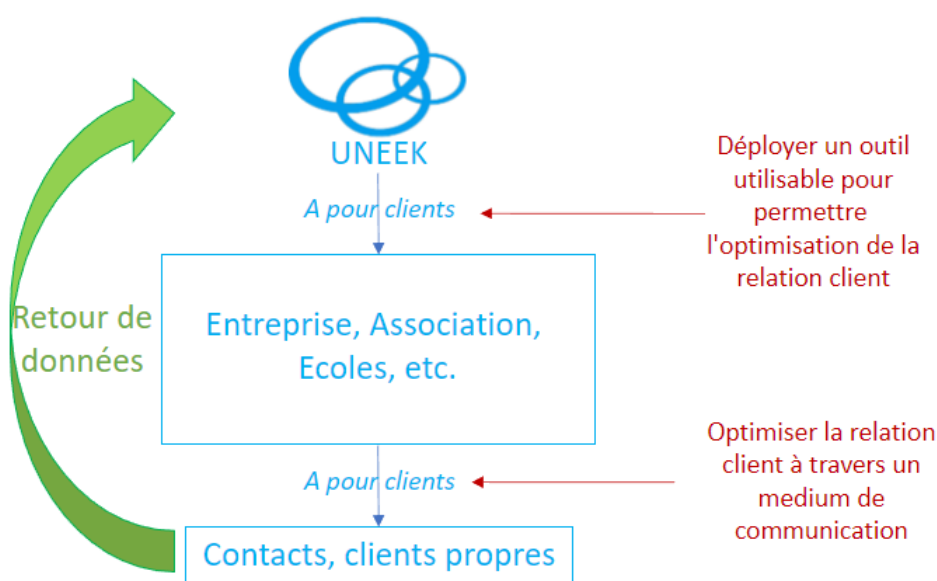 UNEEK
A pour clients
Déployer un outil
utilisable pour
permettre
l'optimisation de la
relation client
Entreprise, Association,
Ecoles, etc.
Retour de
données
A pour clients
Optimiser la relation
client à travers un
medium de
communication
Contacts, clients propres